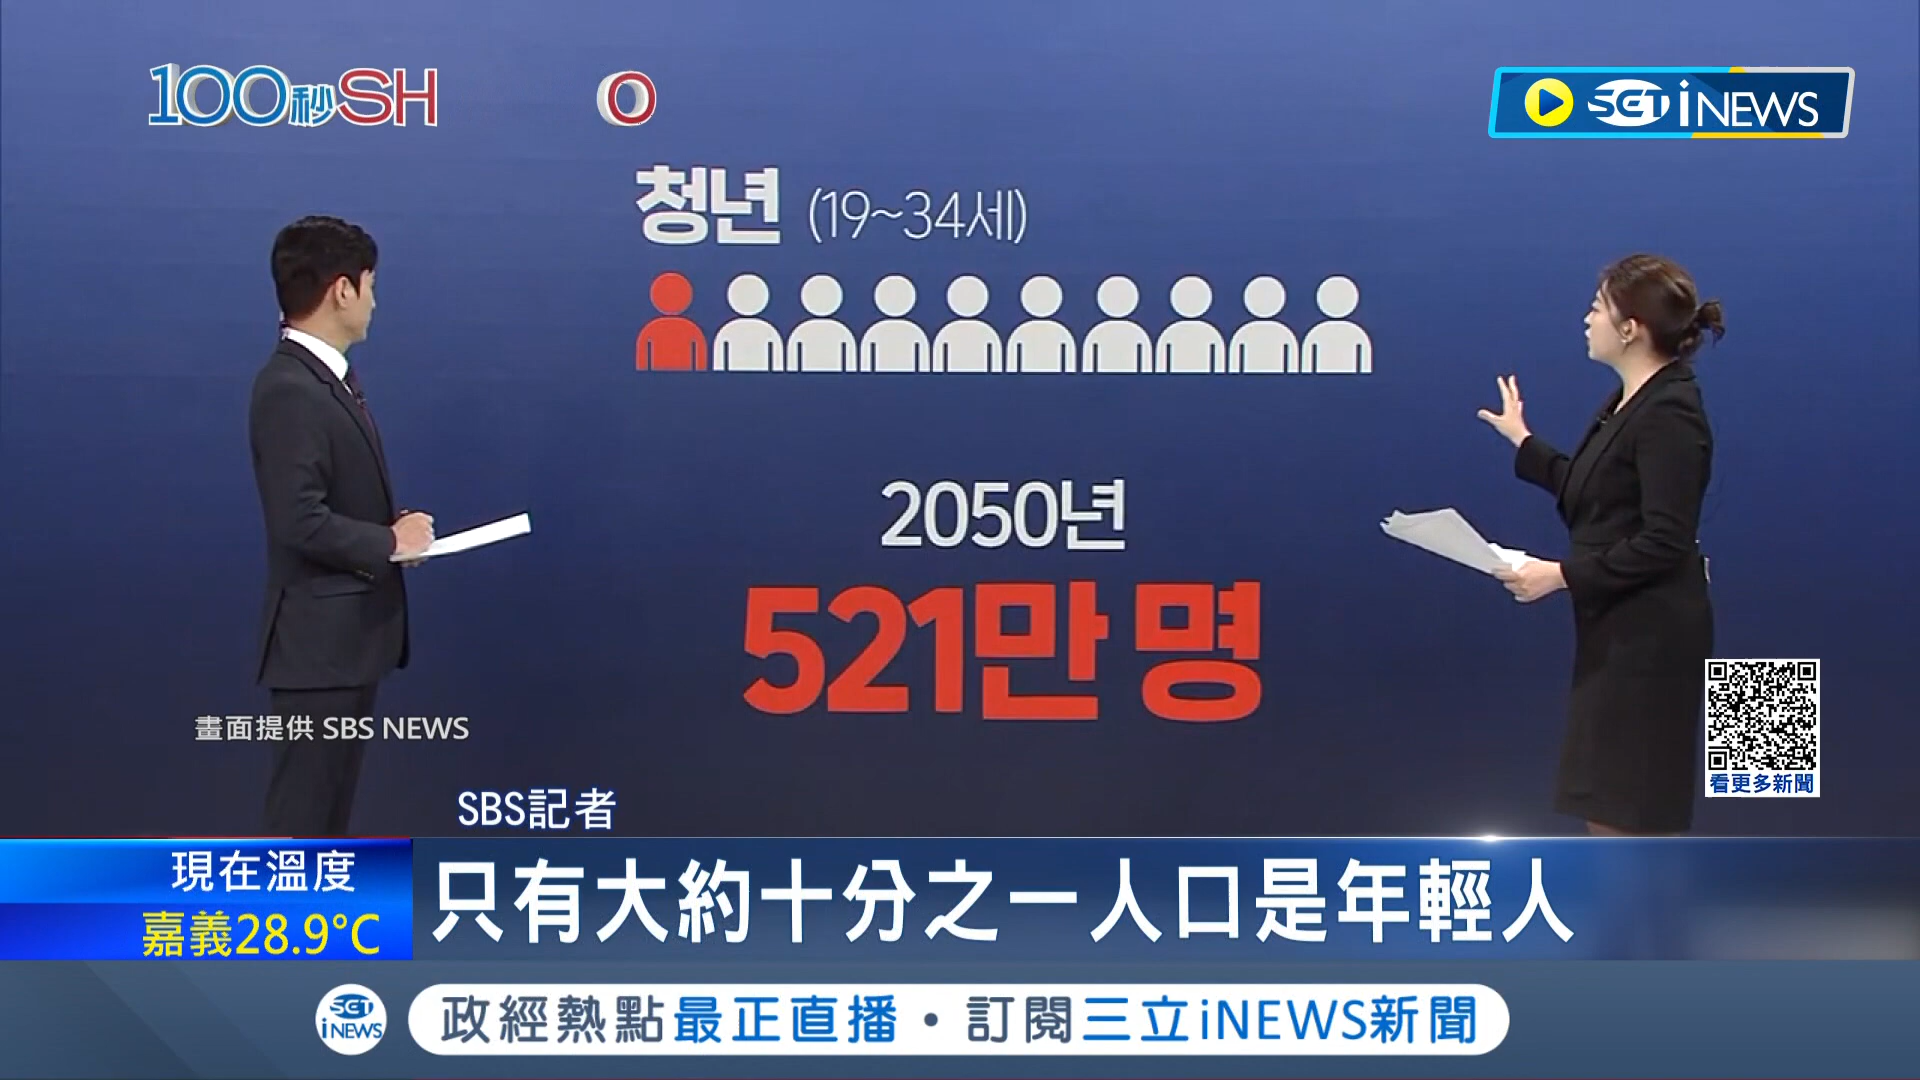 100秒SH
O
SET iNEWS
청년 (19~34세)
2050년
521만 명
畫面提供 SBS NEWS
看更多新聞
SBS記者
現在溫度
嘉義28.9°C
只有大約十分之一人口是年輕人
SET iNEWS
政經熱點最正直播·訂閱三立iNEWS新聞